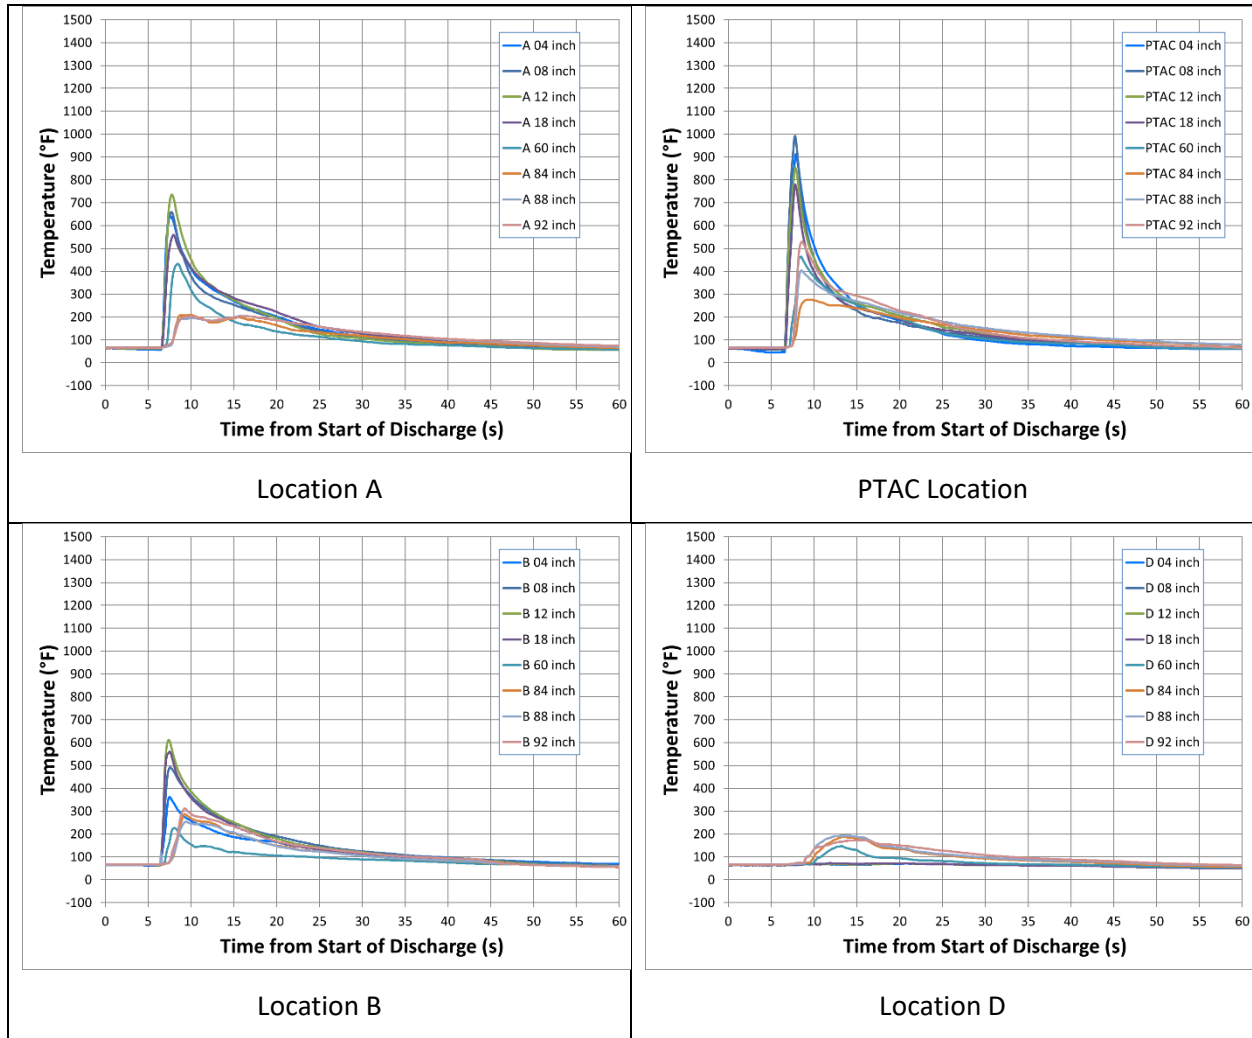 1500
1400
1300
1200
1100
1000
900
800
700
600
500
400
300
200
100
0
-100
Temperature (°F)
A 04 inch
A 08 inch
A 12 inch
A 18 inch
A 60 inch
A 84 inch
A 88 inch
A 92 inch
0 5 10 15 20 25 30 35 40 45 50 55 60
Time from Start of Discharge (s)
Location A
1500
1400
1300
1200
1100
1000
900
800
700
600
500
400
300
200
100
0
-100
Temperature (°F)
PTAC 04 inch
PTAC 08 inch
PTAC 12 inch
PTAC 18 inch
PTAC 60 inch
PTAC 84 inch
PTAC 88 inch
PTAC 92 inch
0 5 10 15 20 25 30 35 40 45 50 55 60
Time from Start of Discharge (s)
PTAC Location
1500
1400
1300
1200
1100
1000
900
800
700
600
500
400
300
200
100
0
-100
Temperature (°F)
B 04 inch
B 08 inch
B 12 inch
B 18 inch
B 60 inch
B 84 inch
B 88 inch
B 92 inch
0 5 10 15 20 25 30 35 40 45 50 55 60
Time from Start of Discharge (s)
Location B
1500
1400
1300
1200
1100
1000
900
800
700
600
500
400
300
200
100
0
-100
Temperature (°F)
D 04 inch
D 08 inch
D 12 inch
D 18 inch
D 60 inch
D 84 inch
D 88 inch
D 92 inch
0 5 10 15 20 25 30 35 40 45 50 55 60
Time from Start of Discharge (s)
Location D